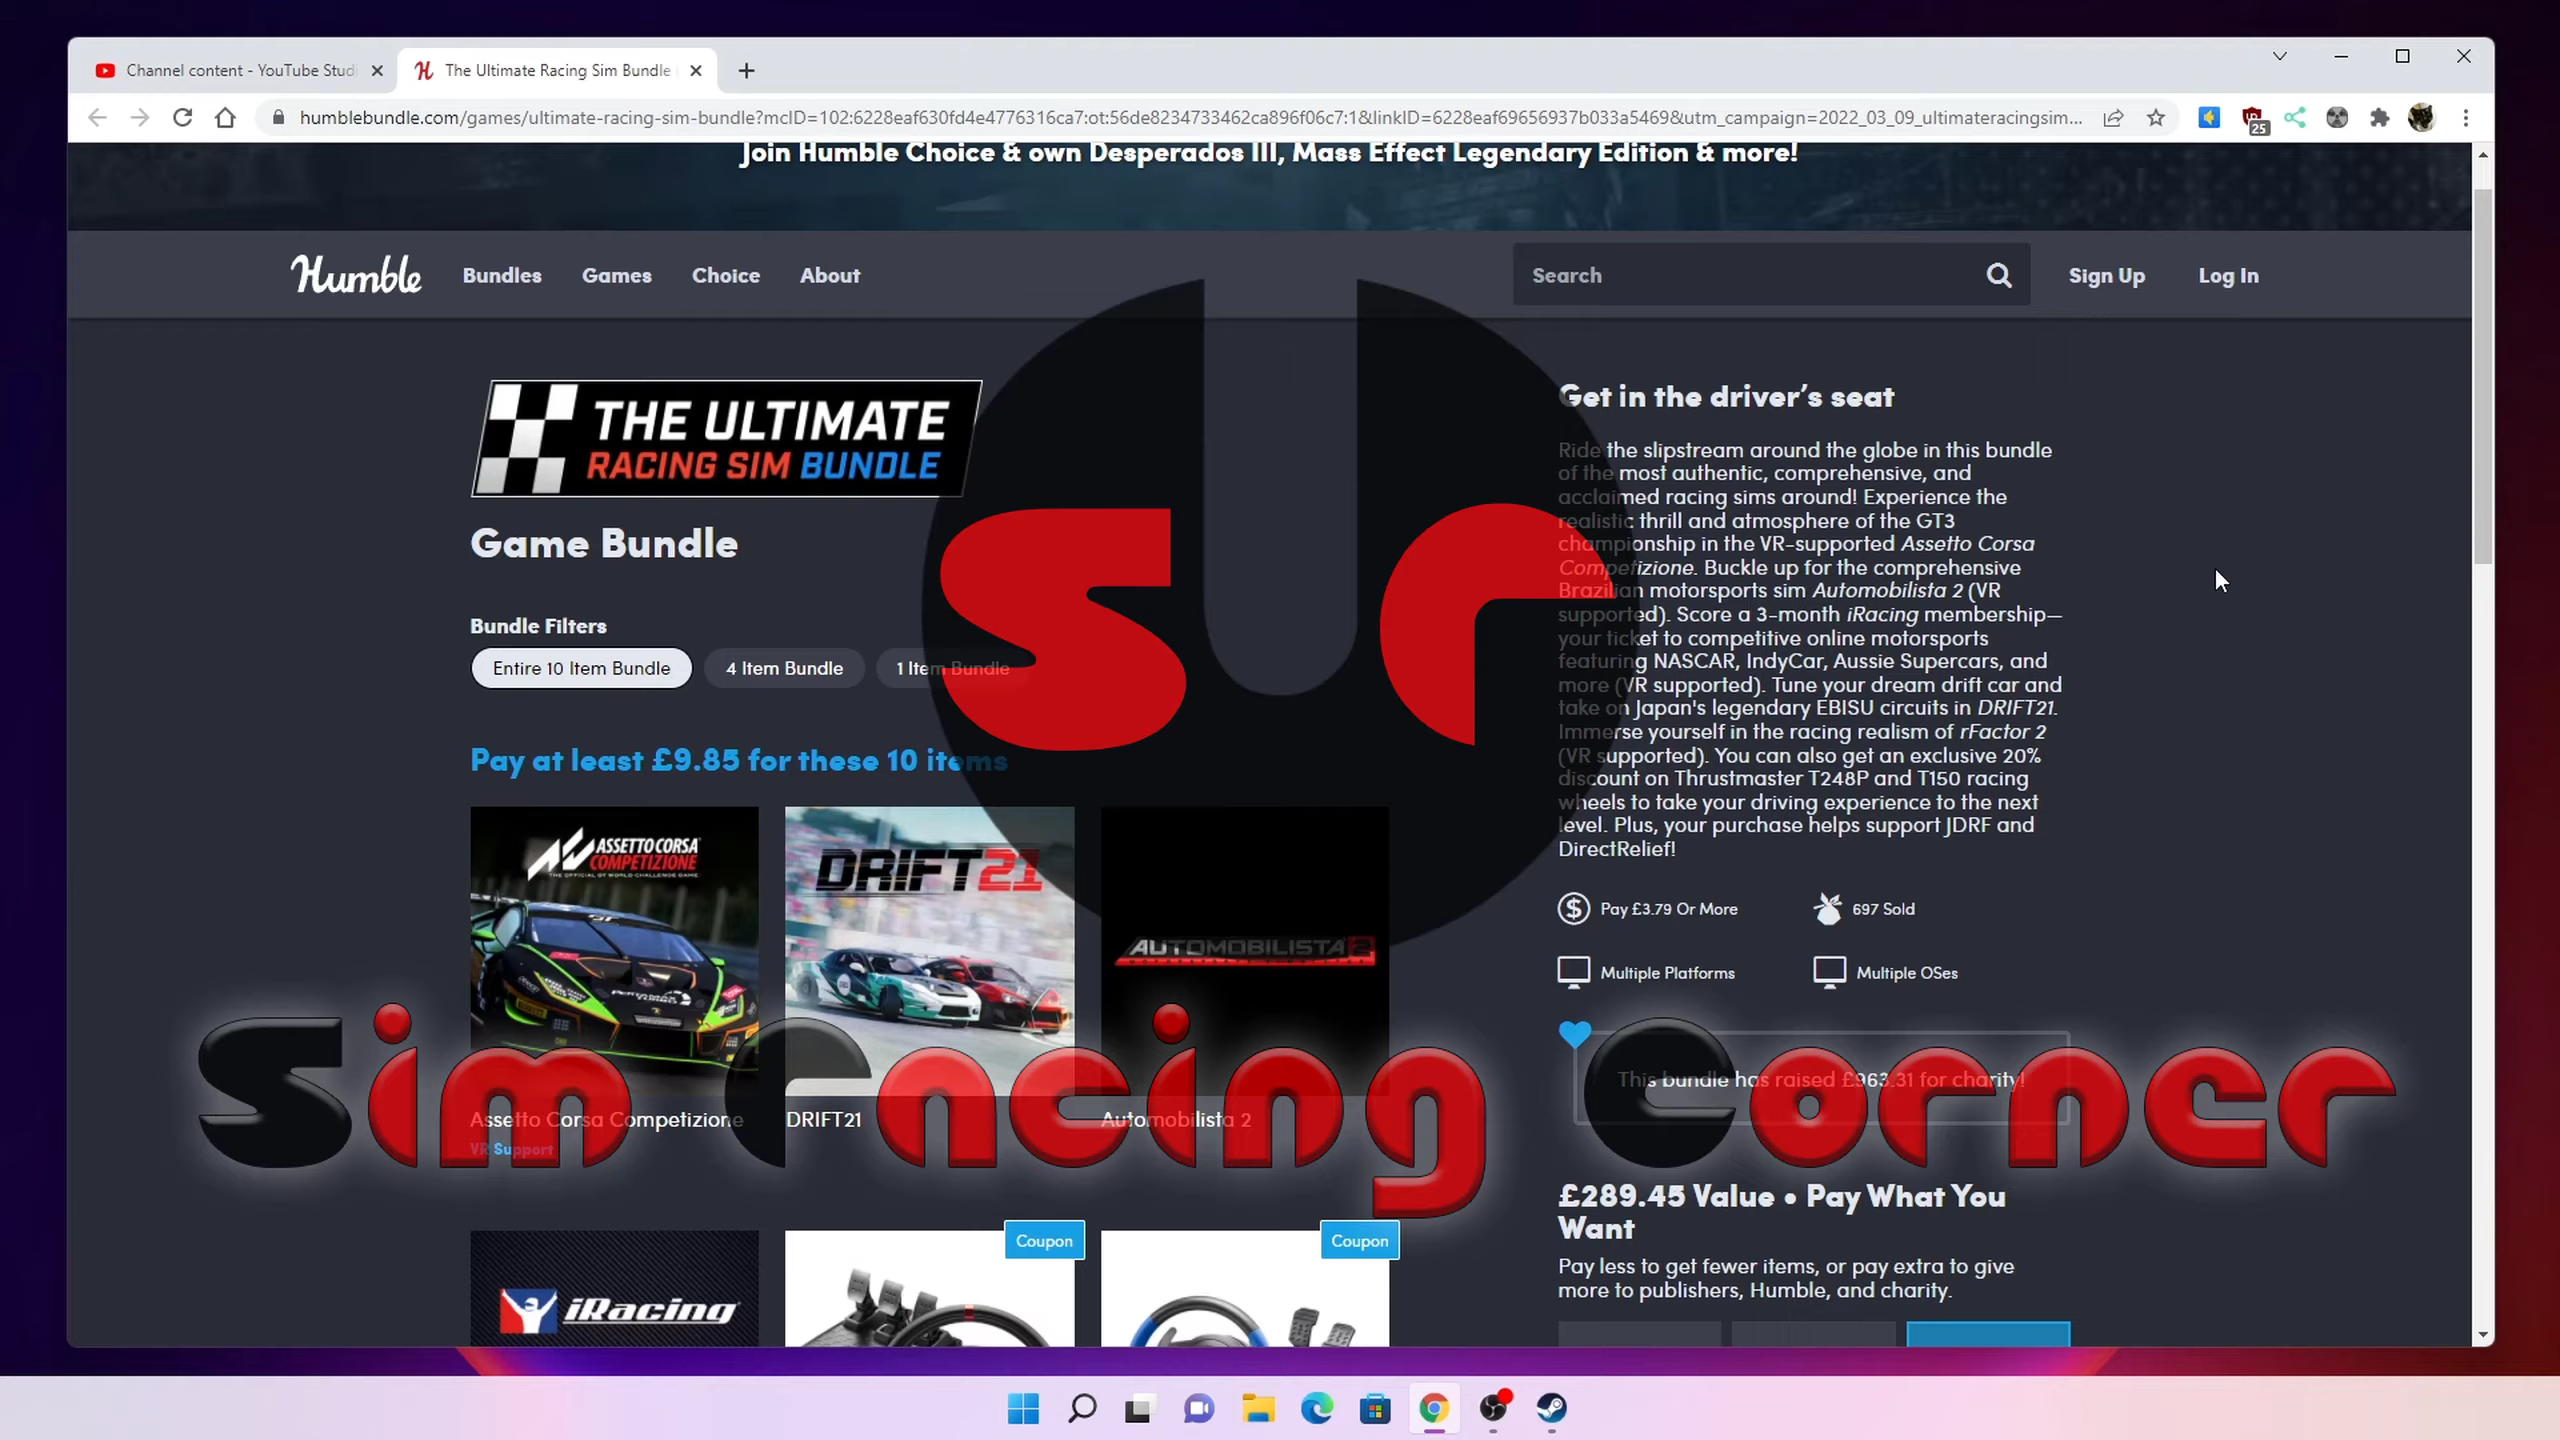 Channel content - YouTube Studi
The Ultimate Racing Sim Bundle
humblebundle.com/games/ultimate-racing-sim-bundle?mcID=102:6228eaf630fd4e4776316ca7:ot:56de8234733462ca896f06c7:1&linkID=6228eaf69656937b033a5469&utm_campaign=2022_03_09_ultimateracingsim...
25
Join Humble Choice & own Desperados III, Mass Effect Legendary Edition & more!
Humble
Bundles
Games
Choice
About
Search
Sign Up
Log In
THE ULTIMATE
RACING SIM BUNDLE
Game Bundle
Bundle Filters
Entire 10 Item Bundle
4 Item Bundle
1 Item Bundle
Pay at least £9.85 for these 10 items
sr
ASSETTO CORSA
COMPETIZIONE
THE OFFICIAL GT WORLD CHALLENGE GAME
DRIFT21
AUTOMOBILISTA 2
Assetto Corsa Competizione
VR Support
DRIFT21
Automobilista 2
Sim Racing Corner
iRacing
Coupon
Coupon
Get in the driver's seat
Ride the slipstream around the globe in this bundle
of the most authentic, comprehensive, and
acclaimed racing sims around! Experience the
realistic thrill and atmosphere of the GT3
championship in the VR-supported Assetto Corsa
Competizione. Buckle up for the comprehensive
Brazilian motorsports sim Automobilista 2 (VR
supported). Score a 3-month iRacing membership—
your ticket to competitive online motorsports
featuring NASCAR, IndyCar, Aussie Supercars, and
more (VR supported). Tune your dream drift car and
take on Japan's legendary EBISU circuits in DRIFT21.
Immerse yourself in the racing realism of rFactor 2
(VR supported). You can also get an exclusive 20%
discount on Thrustmaster T248P and T150 racing
wheels to take your driving experience to the next
level. Plus, your purchase helps support JDRF and
DirectRelief!
Pay £3.79 Or More
697 Sold
Multiple Platforms
Multiple OSes
This bundle has raised £963.31 for charity!
£289.45 Value • Pay What You
Want
Pay less to get fewer items, or pay extra to give
more to publishers, Humble, and charity.